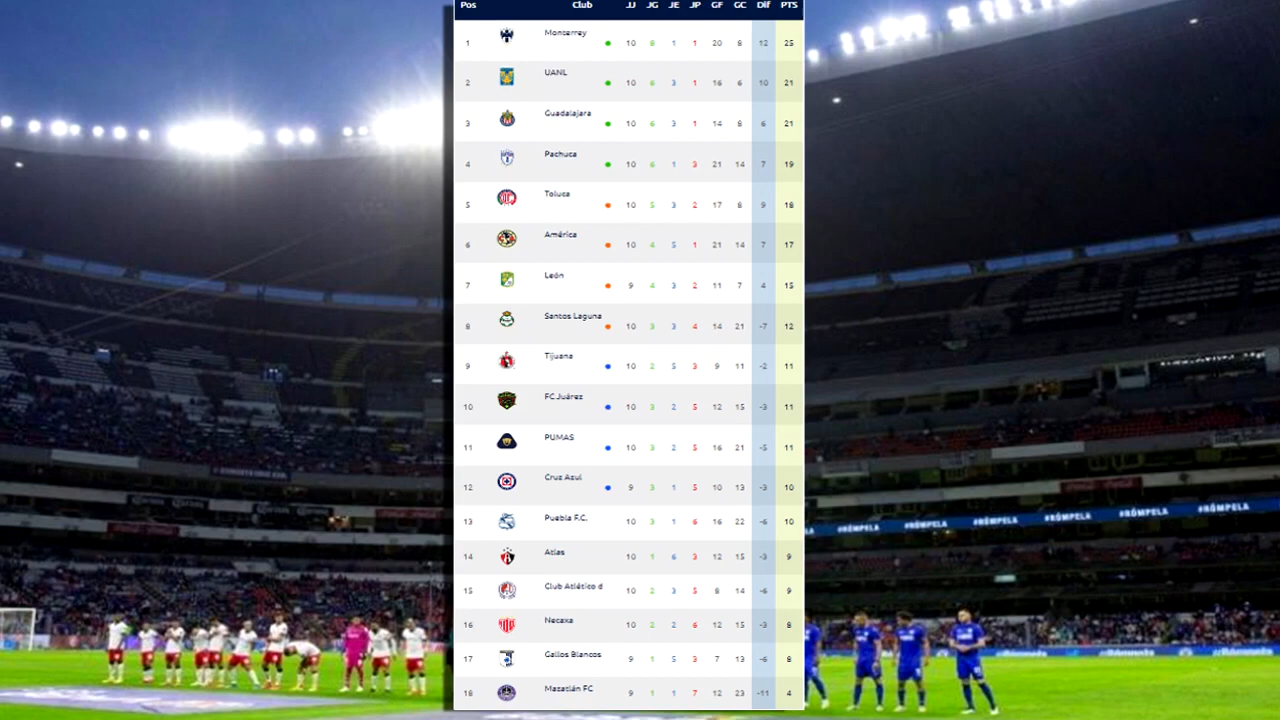 Pos Club JJ JG JE JP GF GC Dif PTS
1 Monterrey 10 8 1 1 20 8 12 25
2 UANL 10 6 3 1 16 6 10 21
3 Guadalajara 10 6 3 1 14 8 6 21
4 Pachuca 10 6 1 3 21 14 7 19
5 Toluca 10 5 3 2 17 8 9 18
6 América 10 4 5 1 21 14 7 17
7 León 9 4 3 2 11 7 4 15
8 Santos Laguna 10 3 3 4 14 21 -7 12
9 Tijuana 10 2 5 3 9 11 -2 11
10 FC Juárez 10 3 2 5 12 15 -3 11
11 PUMAS 10 3 2 5 16 21 -5 11
12 Cruz Azul 9 3 1 5 10 13 -3 10
13 Puebla F.C. 10 3 1 6 16 22 -6 10
14 Atlas 10 1 6 3 12 15 -3 9
15 Club Atlético d 10 2 3 5 8 14 -6 9
16 Necaxa 10 2 2 6 12 15 -3 8
17 Gallos Blancos 9 1 5 3 7 13 -6 8
18 Mazatlán FC 9 1 1 7 12 23 -11 4
#RÓMPELA #RÓMPELA #RÓMPELA #RÓMPELA #RÓMPELA